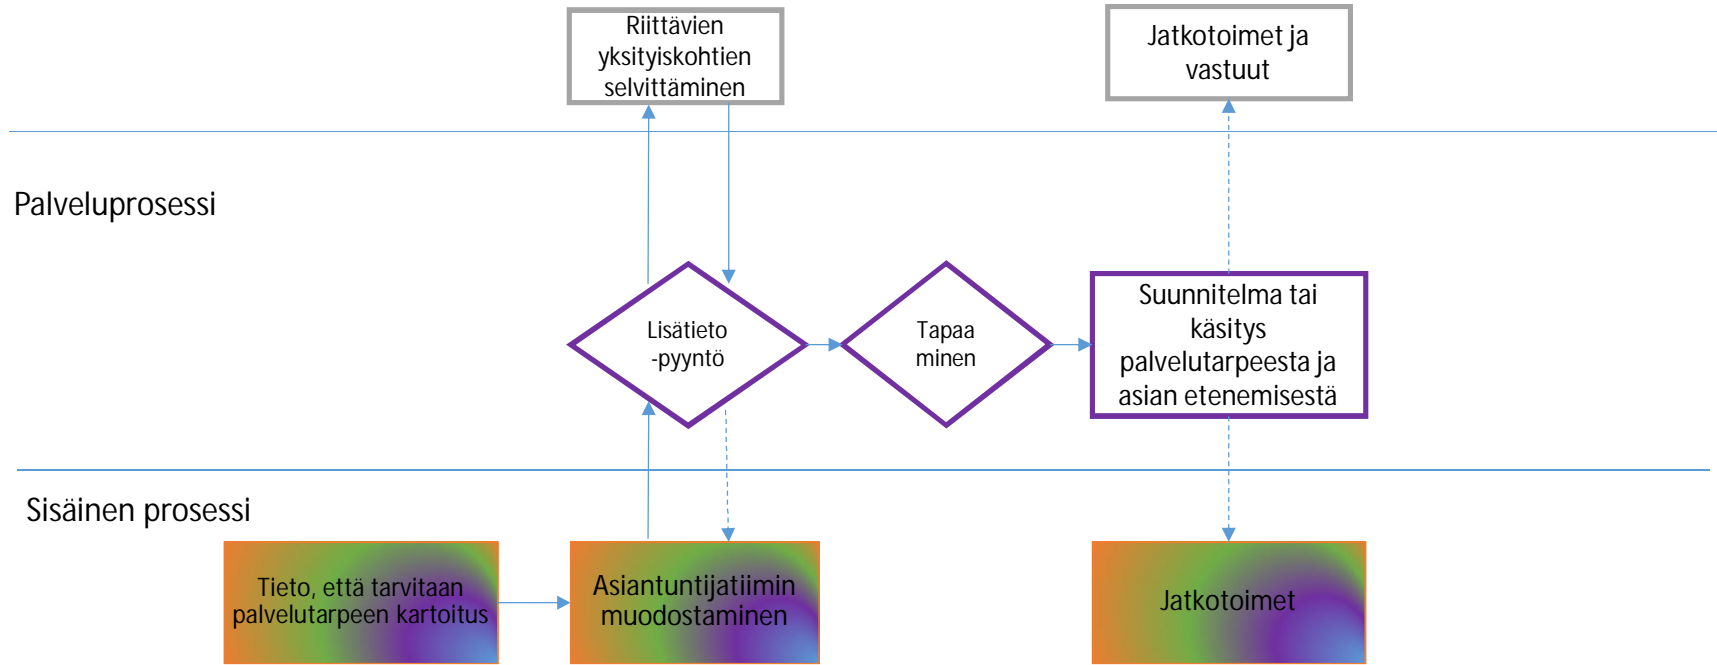 Riittävien
yksityiskohtien
selvittäminen
Jatkotoimet ja
vastuut
Palveluprosessi
Lisätieto
-pyyntö
Tapaa
minen
Suunnitelma tai
käsitys
palvelutarpeesta ja
asian etenemisestä
Sisäinen prosessi
Tieto, että tarvitaan
palvelutarpeen kartoitus
Asiantuntijatiimin
muodostaminen
Jatkotoimet